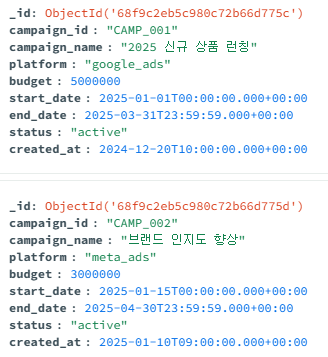 _id: ObjectId('68f9c2eb5c980c72b66d775c')
campaign_id : "CAMP_001"
campaign_name : "2025 신규 상품 런칭"
platform : "google_ads"
budget : 5000000
start_date : 2025-01-01T00:00:00.000+00:00
end_date : 2025-03-31T23:59:59.000+00:00
status : "active"
created_at : 2024-12-20T10:00:00.000+00:00
_id: ObjectId('68f9c2eb5c980c72b66d775d')
campaign_id : "CAMP_002"
campaign_name : "브랜드 인지도 향상"
platform : "meta_ads"
budget : 3000000
start_date : 2025-01-15T00:00:00.000+00:00
end_date : 2025-04-30T23:59:59.000+00:00
status : "active"
created_at : 2025-01-10T09:00:00.000+00:00